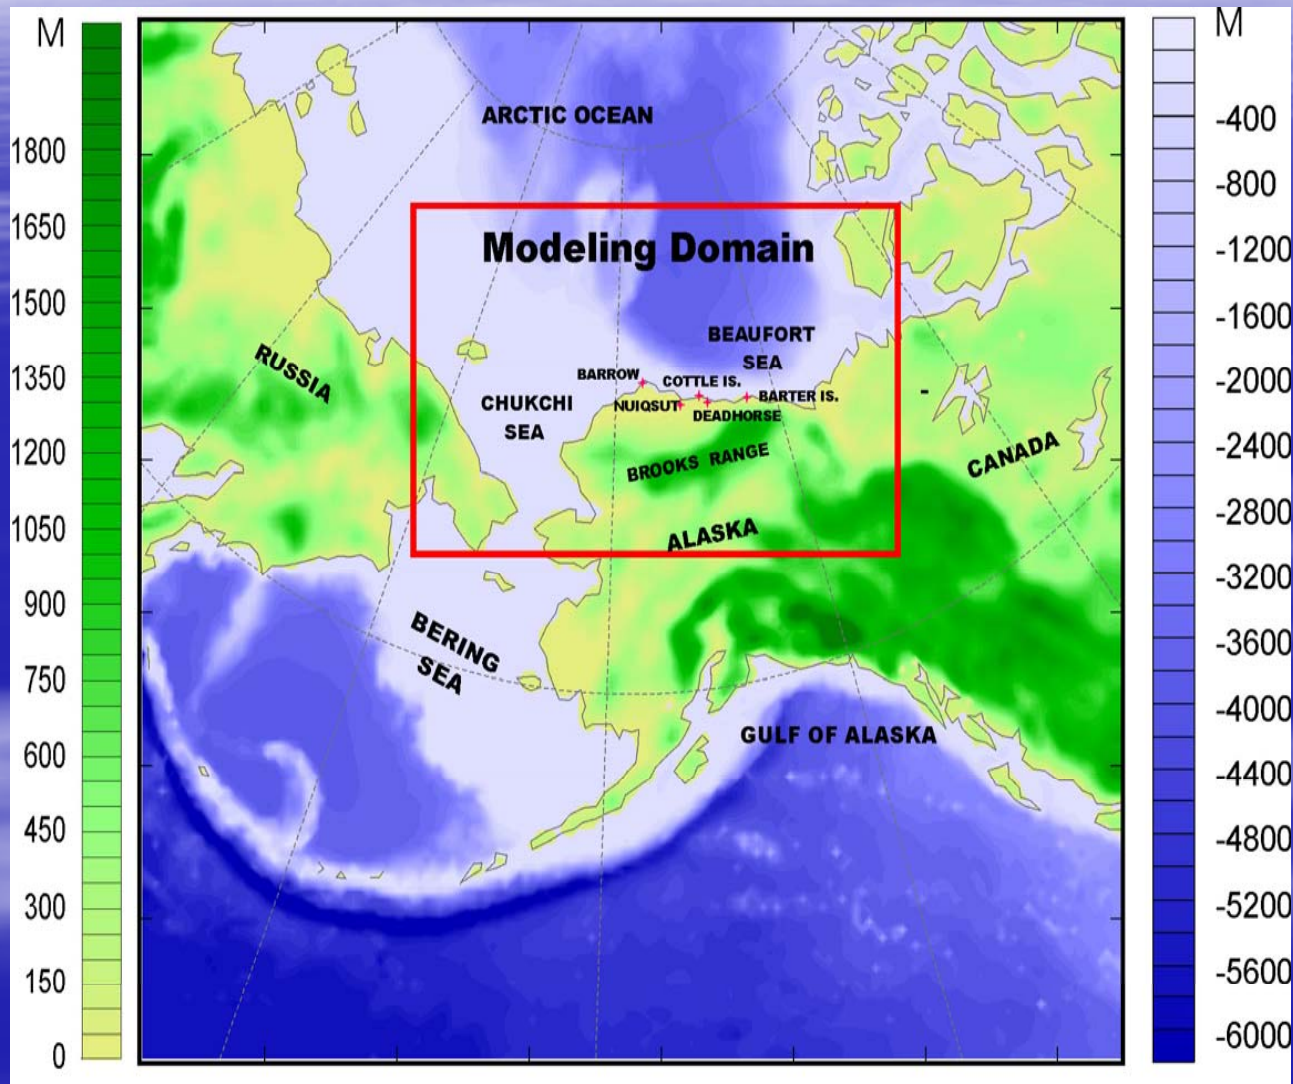 M
1800
1650
1500
1350
1200
1050
900
750
600
450
300
150
0
ARCTIC OCEAN
Modeling Domain
BEAUFORT
SEA
RUSSIA
BARROW
COTTLE IS.
CHUKCHI
SEA
NUIQSUT
DEADHORSE
BARTER IS.
BROOKS RANGE
CANADA
ALASKA
BERING
SEA
GULF OF ALASKA
M
-400
-800
-1200
-1600
-2000
-2400
-2800
-3200
-3600
-4000
-4400
-4800
-5200
-5600
-6000